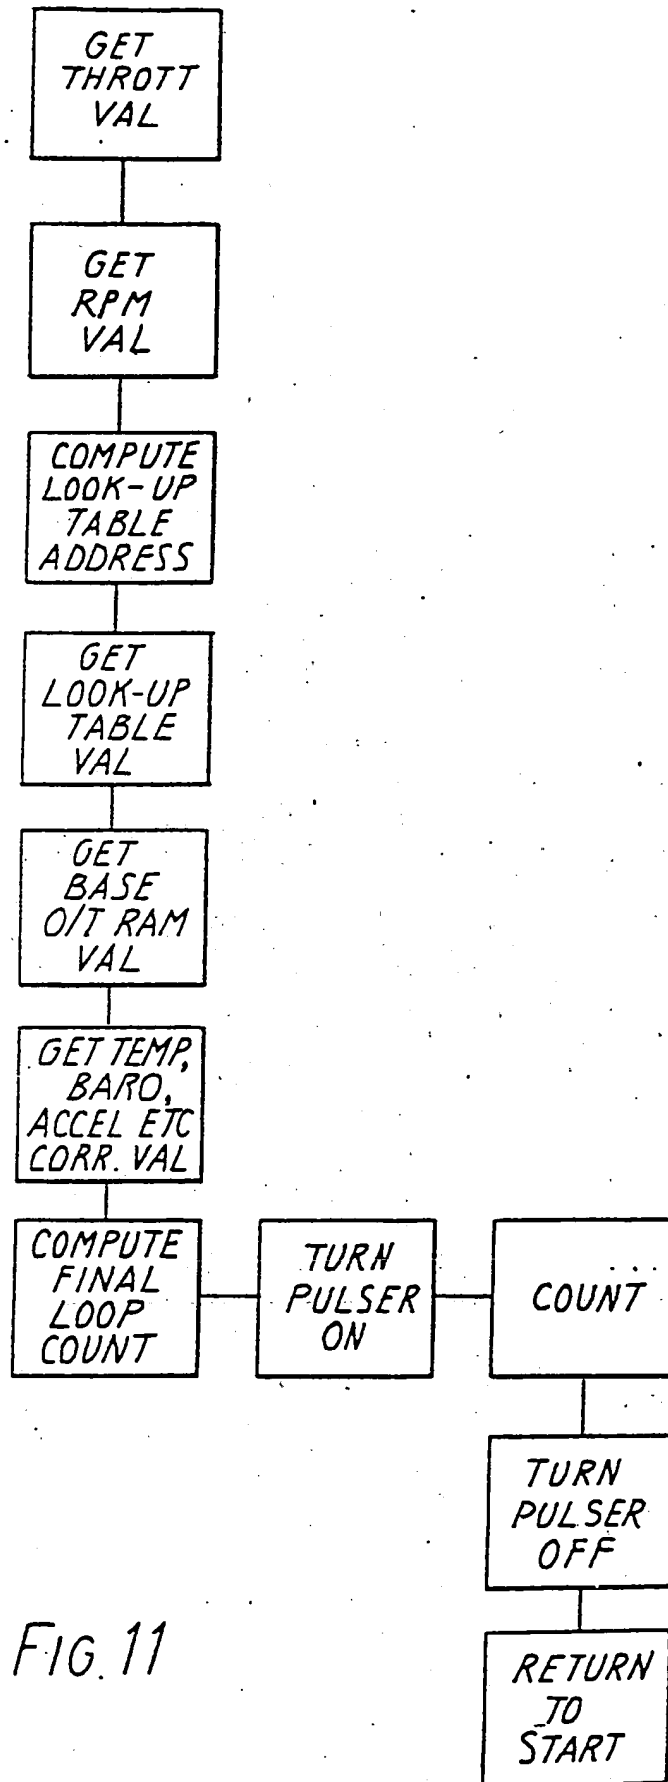 GET
THROTT
VAL
GET
RPM
VAL
COMPUTE
LOOK-UP
TABLE
ADDRESS
GET
LOOK-UP
TABLE
VAL
GET
BASE
O/T RAM
VAL
GET TEMP,
BARO,
ACCEL ETC
CORR. VAL
COMPUTE
FINAL
LOOP
COUNT
TURN
PULSER
ON
COUNT
TURN
PULSER
OFF
RETURN
TO
START
FIG. 11